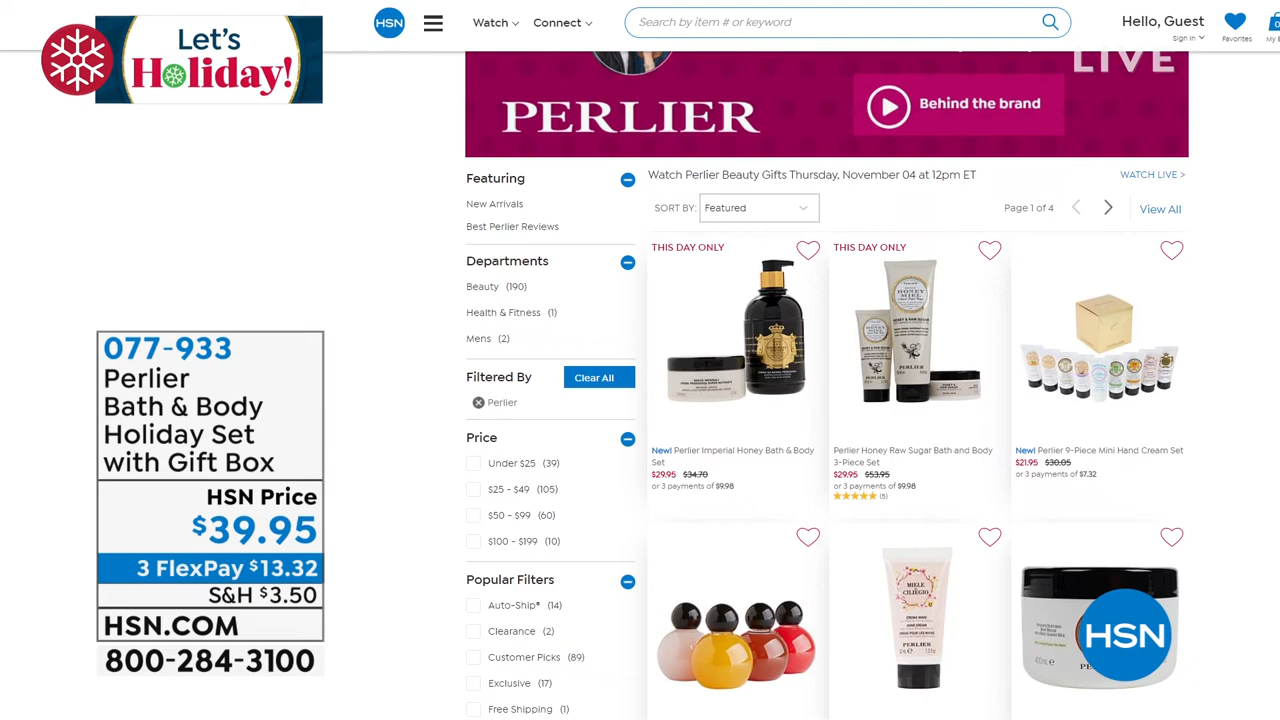 Let's
Holiday!
HSN
Watch
Connect
Search by item # or keyword
Hello, Guest
Sign In
Favorites
0
LIVE
PERLIER
Behind the brand
Featuring
New Arrivals
Best Perlier Reviews
Departments
Beauty (190)
Health & Fitness (1)
Mens (2)
Filtered By
Clear All
Perlier
Price
Under $25 (39)
$25 - $49 (105)
$50 - $99 (60)
$100 - $199 (10)
Popular Filters
Auto-Ship® (14)
Clearance (2)
Customer Picks (89)
Exclusive (17)
Free Shipping (1)
Watch Perlier Beauty Gifts Thursday, November 04 at 12pm ET
WATCH LIVE >
SORT BY:
Featured
Page 1 of 4
View All
THIS DAY ONLY
New! Perlier Imperial Honey Bath & Body
Set
$29.95 $34.70
or 3 payments of $9.98
THIS DAY ONLY
HONEY
MIEL
PERLIER
Perlier Honey Raw Sugar Bath and Body
3-Piece Set
$29.95 $53.95
or 3 payments of $9.98
(5)
New! Perlier 9-Piece Mini Hand Cream Set
$21.95 $30.05
or 3 payments of $7.32
MIELE
CILIEGIO
CREMA MANI
PERLIER
400mL
HSN
077-933
Perlier
Bath & Body
Holiday Set
with Gift Box
HSN Price
$39.95
3 FlexPay $13.32
S&H $3.50
HSN.COM
800-284-3100